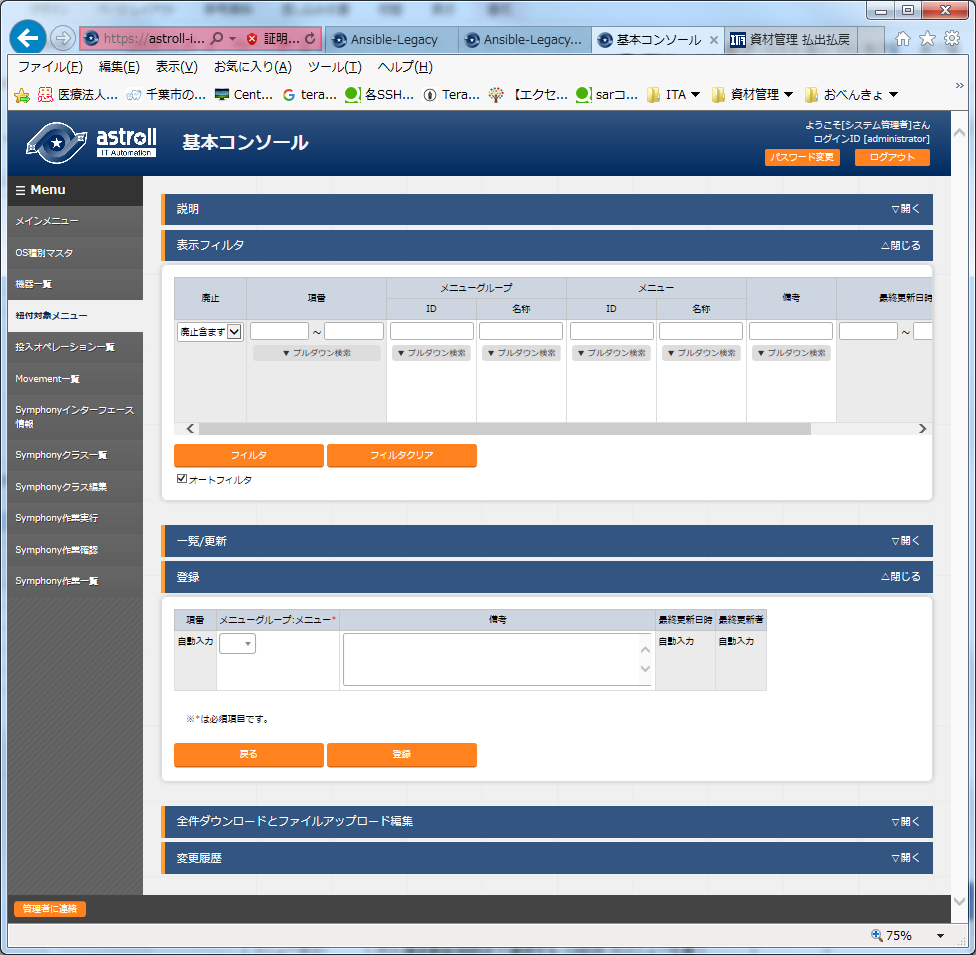 https://astroll-i...
証明...
Ansible-Legacy
Ansible-Legacy...
基本コンソール
資材管理 払出払戻
ファイル(F) 編集(E) 表示(V) お気に入り(A) ツール(T) ヘルプ(H)
医療法人... 千葉市の... Cent... tera... 各SSH... Tera... 【エクセ... sarコ... ITA ▼ 資材管理 ▼ おべんきょ ▼ »
astroll
IT Automation
基本コンソール
ようこそ[システム管理者]さん
ログインID [administrator]
パスワード変更 ログアウト
☰ Menu
メインメニュー
OS種別マスタ
機器一覧
紐付対象メニュー
投入オペレーション一覧
Movement一覧
Symphonyインターフェース
情報
Symphonyクラス一覧
Symphonyクラス編集
Symphony作業実行
Symphony作業確認
Symphony作業一覧
説明 ▽開く
表示フィルタ △閉じる
廃止 項番 メニューグループ メニュー 備考 最終更新日時
ID 名称 ID 名称
廃止含まず ～ ～
▼ プルダウン検索 ▼ プルダウン検索 ▼ プルダウン検索 ▼ プルダウン検索 ▼ プルダウン検索 ▼ プルダウン検索
フィルタ フィルタクリア
オートフィルタ
一覧/更新 ▽開く
登録 △閉じる
項番 メニューグループ:メニュー* 備考 最終更新日時 最終更新者
自動入力 自動入力 自動入力
※*は必須項目です。
戻る 登録
全件ダウンロードとファイルアップロード編集 ▽開く
変更履歴 ▽開く
管理者に連絡
75%